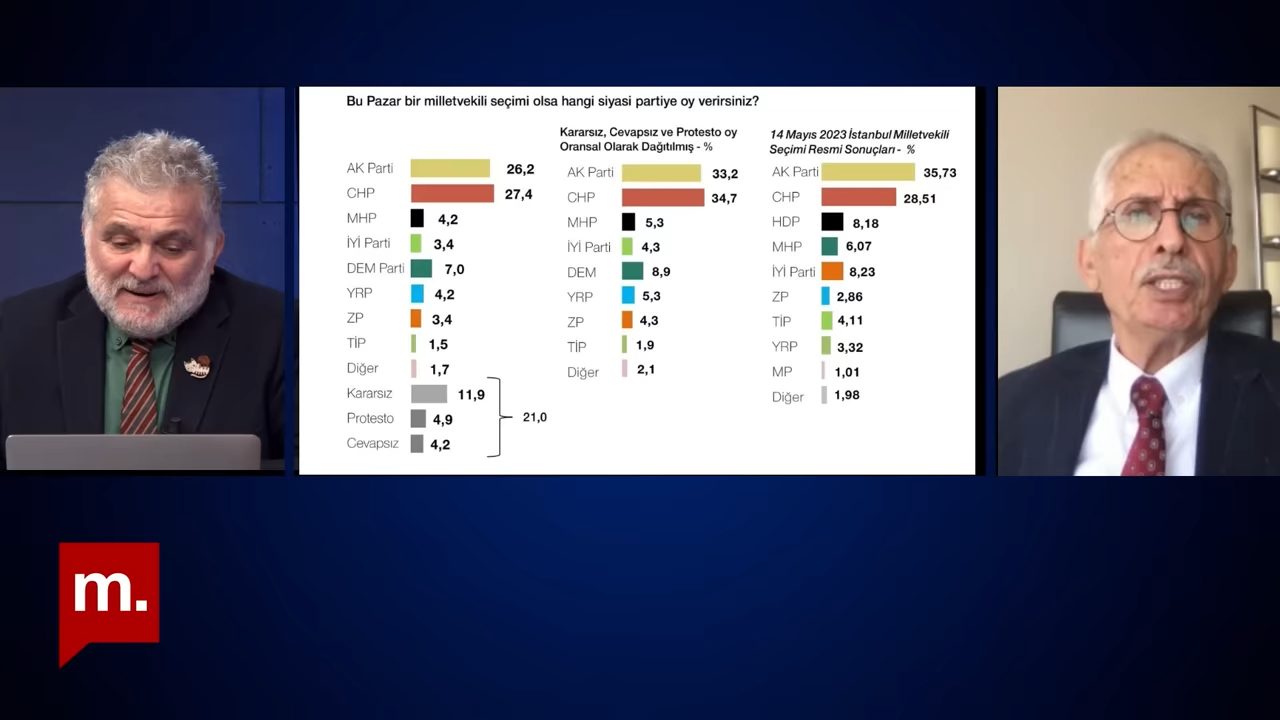 Bu Pazar bir milletvekili seçimi olsa hangi siyasi partiye oy verirsiniz?
AK Parti 26,2
CHP 27,4
MHP 4,2
İYİ Parti 3,4
DEM Parti 7,0
YRP 4,2
ZP 3,4
TİP 1,5
Diğer 1,7
Kararsız 11,9
Protesto 4,9
Cevapsız 4,2
21,0
Kararsız, Cevapsız ve Protesto oy
Oransal Olarak Dağıtılmış - %
AK Parti 33,2
CHP 34,7
MHP 5,3
İYİ Parti 4,3
DEM 8,9
YRP 5,3
ZP 4,3
TİP 1,9
Diğer 2,1
14 Mayıs 2023 İstanbul Milletvekili
Seçimi Resmi Sonuçları - %
AK Parti 35,73
CHP 28,51
HDP 8,18
MHP 6,07
İYİ Parti 8,23
ZP 2,86
TİP 4,11
YRP 3,32
MP 1,01
Diğer 1,98
m.